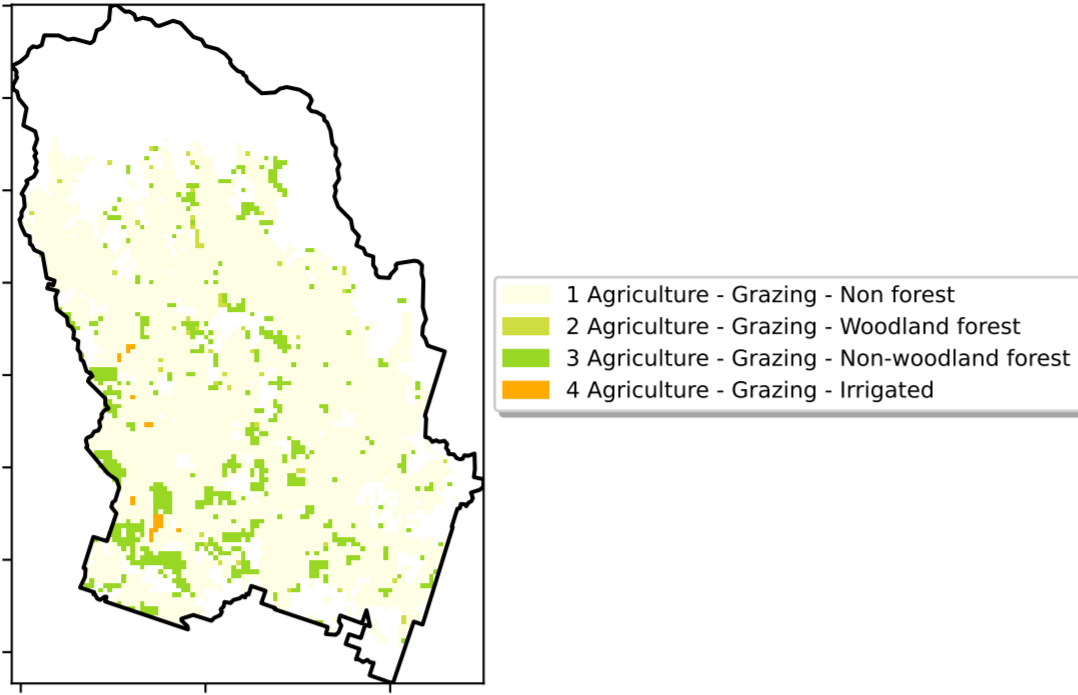 1 Agriculture - Grazing - Non forest
2 Agriculture - Grazing - Woodland forest
3 Agriculture - Grazing - Non-woodland forest
4 Agriculture - Grazing - Irrigated